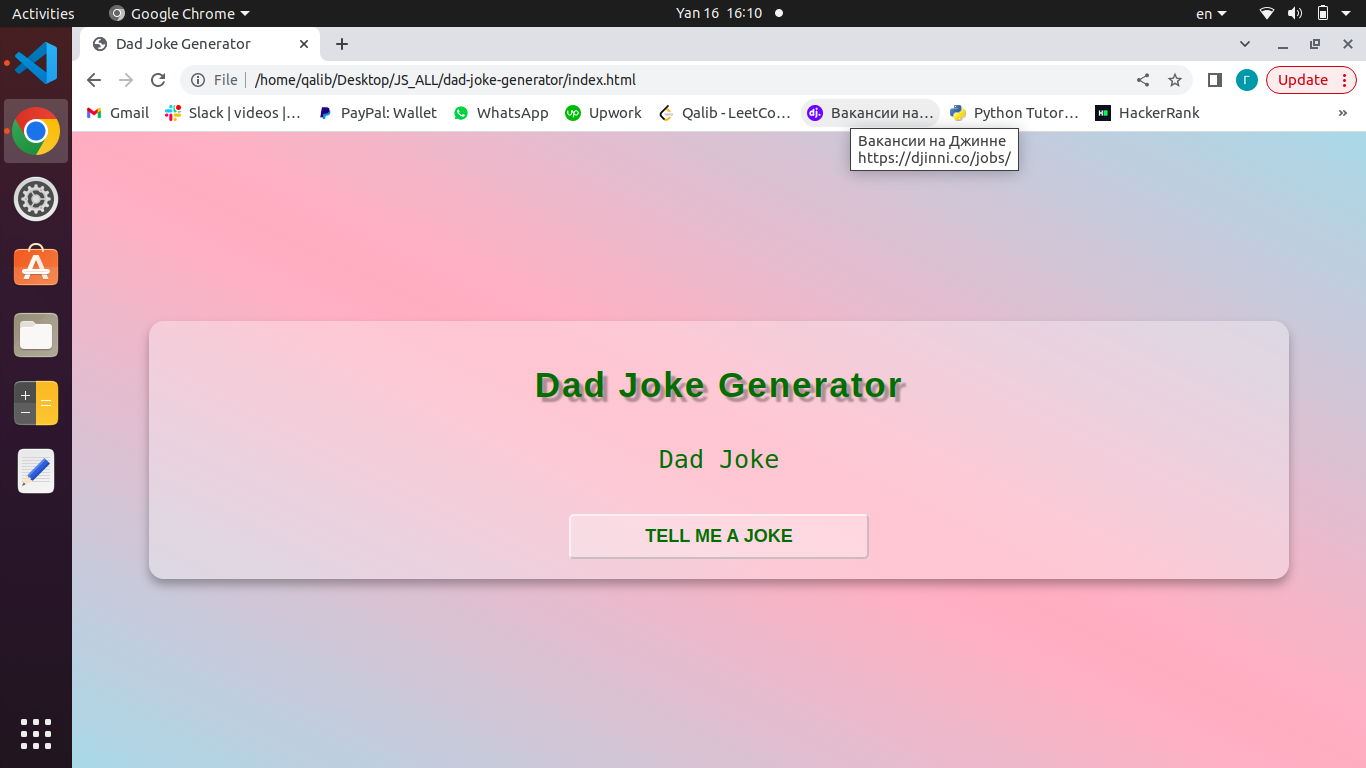 Activities Google Chrome Yan 16 16:10 en
Dad Joke Generator
File /home/qalib/Desktop/JS_ALL/dad-joke-generator/index.html Г Update
Gmail Slack | videos |… PayPal: Wallet WhatsApp up Upwork Qalib - LeetCo… dj. Вакансии на… Python Tutor… HackerRank »
Вакансии на Джинне
https://djinni.co/jobs/
Dad Joke Generator
Dad Joke
TELL ME A JOKE